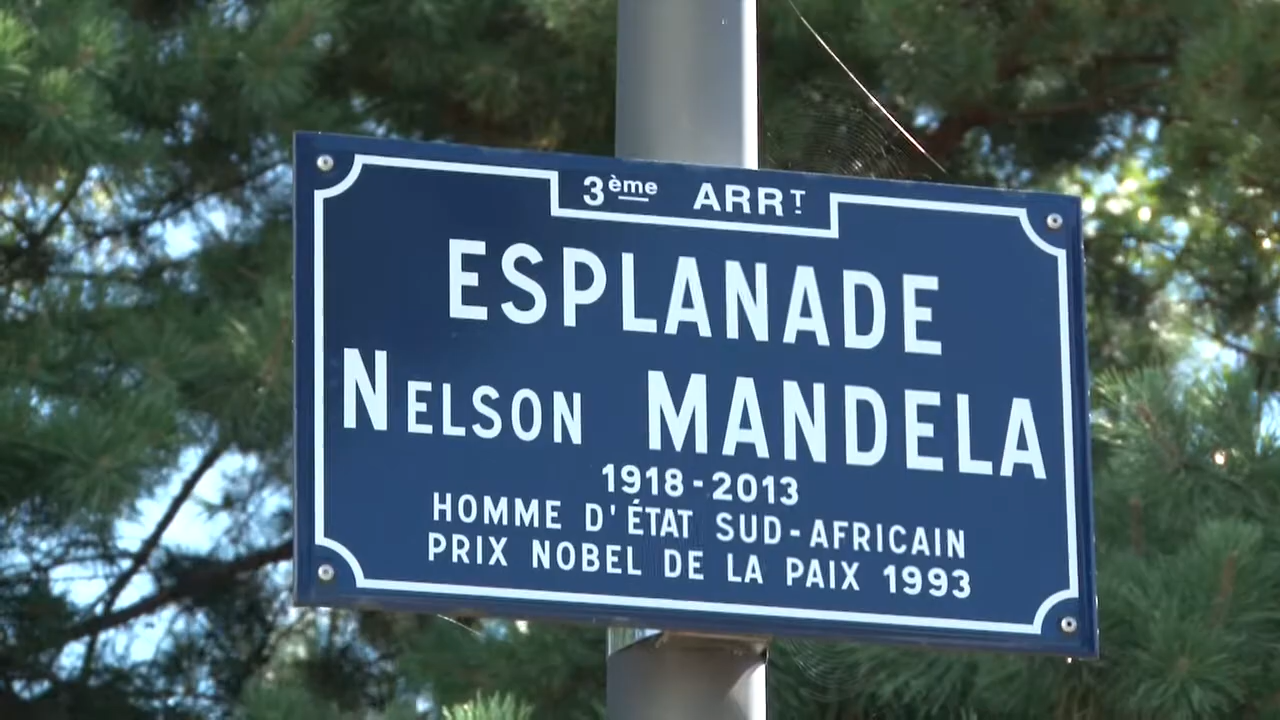 3ème ARRT
ESPLANADE
NELSON MANDELA
1918-2013
HOMME D'ÉTAT SUD-AFRICAIN
PRIX NOBEL DE LA PAIX 1993